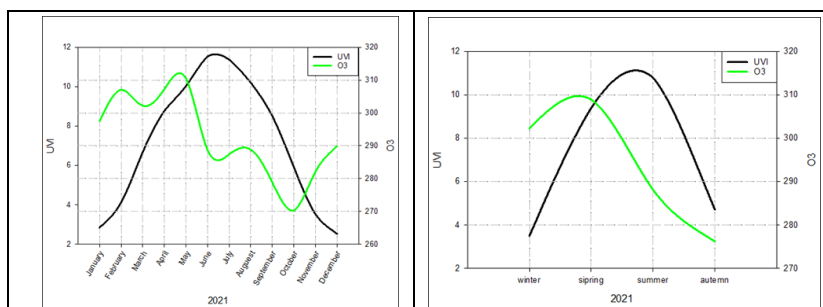 12
10
8
6
4
2
UVI
320
310
300
290
280
270
260
O3
UVI
O3
January
February
March
April
May
June
July
Auguest
September
October
November
December
2021
12
10
8
6
4
2
UVI
320
310
300
290
280
270
O3
UVI
O3
winter
sipring
summer
autemn
2021